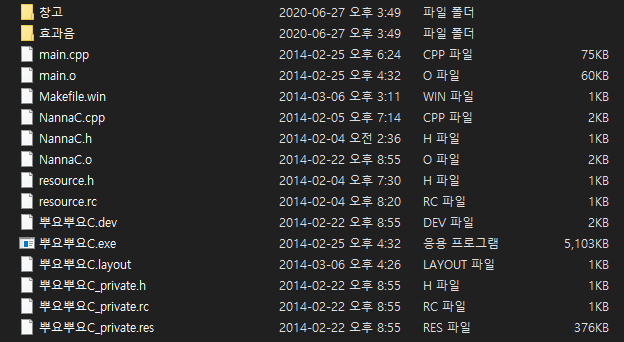 창고 2020-06-27 오후 3:49 파일 폴더
효과음 2020-06-27 오후 3:49 파일 폴더
main.cpp 2014-02-25 오후 6:24 CPP 파일 75KB
main.o 2014-02-25 오후 4:32 O 파일 60KB
Makefile.win 2014-03-06 오후 3:11 WIN 파일 1KB
NannaC.cpp 2014-02-05 오후 7:14 CPP 파일 2KB
NannaC.h 2014-02-04 오전 2:36 H 파일 1KB
NannaC.o 2014-02-22 오후 8:55 O 파일 2KB
resource.h 2014-02-04 오후 7:30 H 파일 1KB
resource.rc 2014-02-04 오후 8:20 RC 파일 1KB
뿌요뿌요C.dev 2014-02-22 오후 8:55 DEV 파일 2KB
뿌요뿌요C.exe 2014-02-25 오후 4:32 응용 프로그램 5,103KB
뿌요뿌요C.layout 2014-03-06 오후 4:26 LAYOUT 파일 1KB
뿌요뿌요C_private.h 2014-02-22 오후 8:55 H 파일 1KB
뿌요뿌요C_private.rc 2014-02-22 오후 8:55 RC 파일 1KB
뿌요뿌요C_private.res 2014-02-22 오후 8:55 RES 파일 376KB